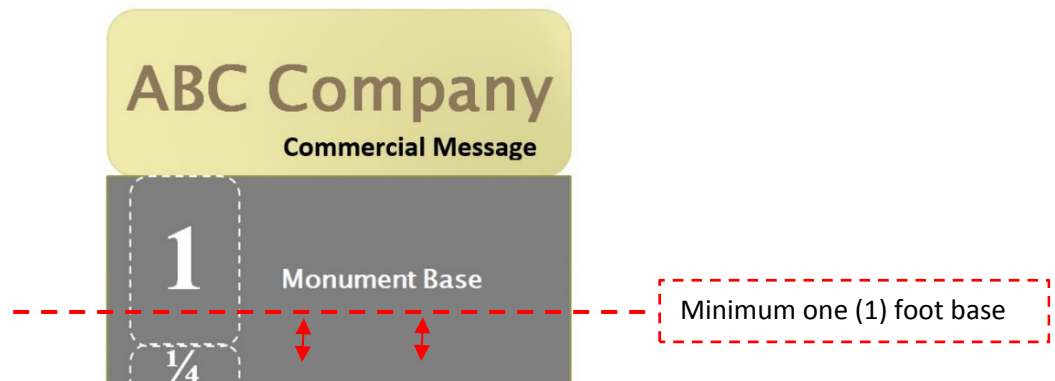 ABC Company
Commercial Message
1
Monument Base
Minimum one (1) foot base
1/4